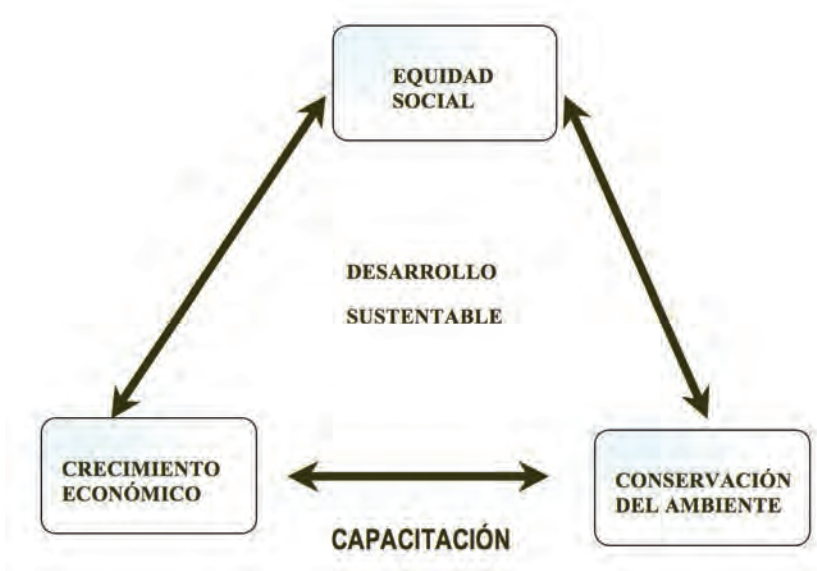 EQUIDAD
SOCIAL
DESARROLLO
SUSTENTABLE
CRECIMIENTO
ECONÓMICO
CONSERVACIÓN
DEL AMBIENTE
CAPACITACIÓN